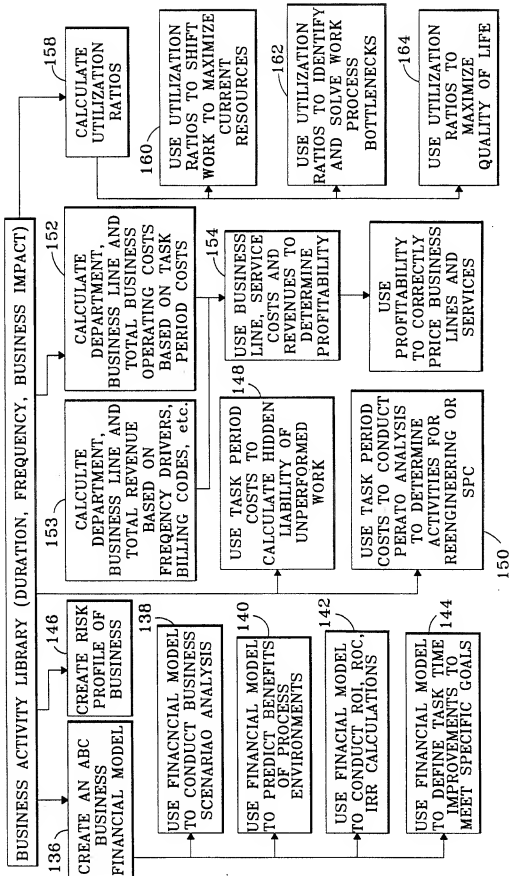 BUSINESS ACTIVITY LIBRARY (DURATION, FREQUENCY, BUSINESS IMPACT)
136
CREATE AN ABC
BUSINESS
FINANCIAL MODEL
146
CREATE RISK
PROFILE OF
BUSINESS
138
USE FINACNCIAL MODEL
TO CONDUCT BUSINESS
SCENARIAO ANALYSIS
140
USE FINANCIAL MODEL
TO PREDICT BENEFITS
OF PROCESS
ENVIRONMENTS
142
USE FINACIAL MODEL
TO CONDUCT ROI, ROC,
IRR CALCULATIONS
144
USE FINANCIAL MODEL
TO DEFINE TASK TIME
IMPROVEMENTS TO
MEET SPECIFIC GOALS
153
CALCULTE
DEPARTMENT,
BUSINESS LINE AND
TOTAL REVENUE
BASED ON
FREQENCY DRIVERS,
BILLING CODES, etc.
152
CALCULATE
DEPARTMENT,
BUSINESS LINE AND
TOTAL BUSINESS
OPERATING COSTS
BASED ON TASK
PERIOD COSTS
148
USE TASK PERIOD
COSTS TO
CALCULATE HIDDEN
LIABILITY OF
UNPERFORMED
WORK
150
USE TASK PERIOD
COSTS TO CONDUCT
PERATO ANALYSIS
TO DETERMINE
ACTIVITIES FOR
REENGINEERING OR
SPC
154
USE BUSINESS
LINE, SERVICE
COSTS AND
REVENUES TO
DETERMINE
PROFITABILITY
USE
PROFITABILITY
TO CORRECTLY
PRICE BUSINESS
LINES AND
SERVICES
158
CALCULATE
UTILIZATION
RATIOS
160
USE UTILIZATION
RATIOS TO SHIFT
WORK TO MAXIMIZE
CURRENT
RESOURCES
162
USE UTILIZATION
RATIOS TO IDENTIFY
AND SOLVE WORK
PROCESS
BOTTLENECKS
164
USE UTILIZATION
RATIOS TO
MAXIMIZE
QUALITY OF LIFE